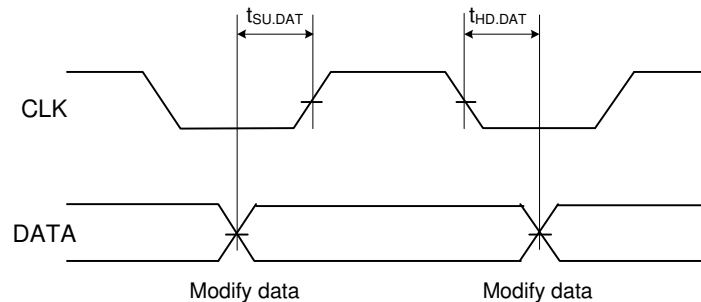 tSU.DAT tHD.DAT
CLK
DATA
Modify data Modify data